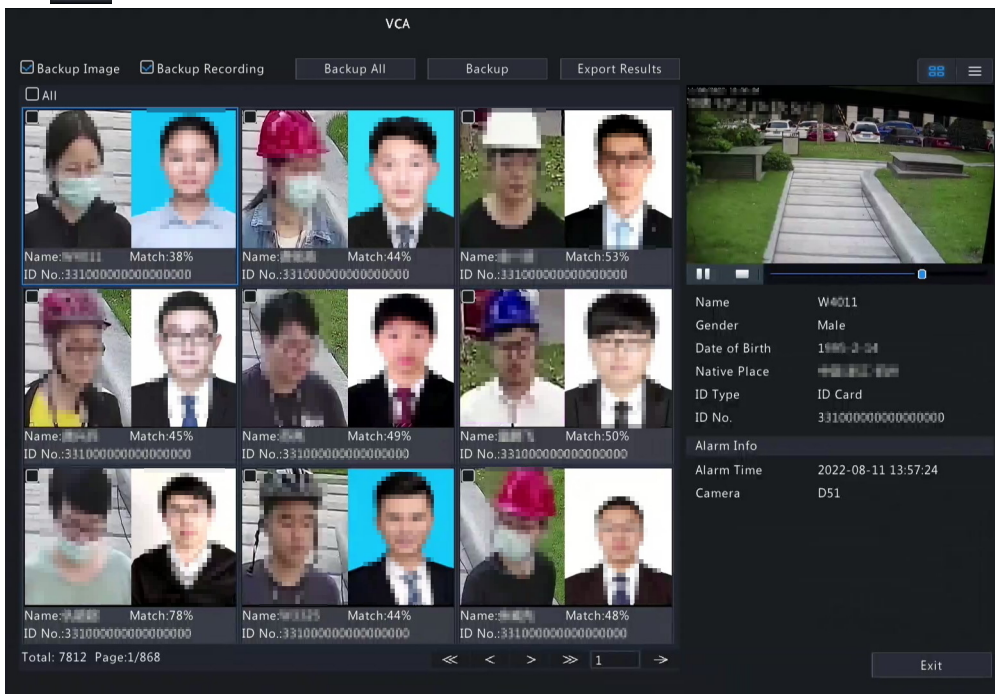 VCA
Backup Image Backup Recording Backup All Backup Export Results
All
Name: Match:38%
ID No.:331000000000000000
Name: Match:44%
ID No.:331000000000000000
Name: Match:53%
ID No.:331000000000000000
Name: Match:45%
ID No.:331000000000000000
Name: Match:49%
ID No.:331000000000000000
Name: Match:50%
ID No.:331000000000000000
Name: Match:78%
ID No.:331000000000000000
Name: Match:44%
ID No.:331000000000000000
Name: Match:48%
ID No.:331000000000000000
Total: 7812 Page:1/868
≪ < > ≫ 1 →
Name W4011
Gender Male
Date of Birth
Native Place
ID Type ID Card
ID No. 331000000000000000
Alarm Info
Alarm Time 2022-08-11 13:57:24
Camera D51
Exit